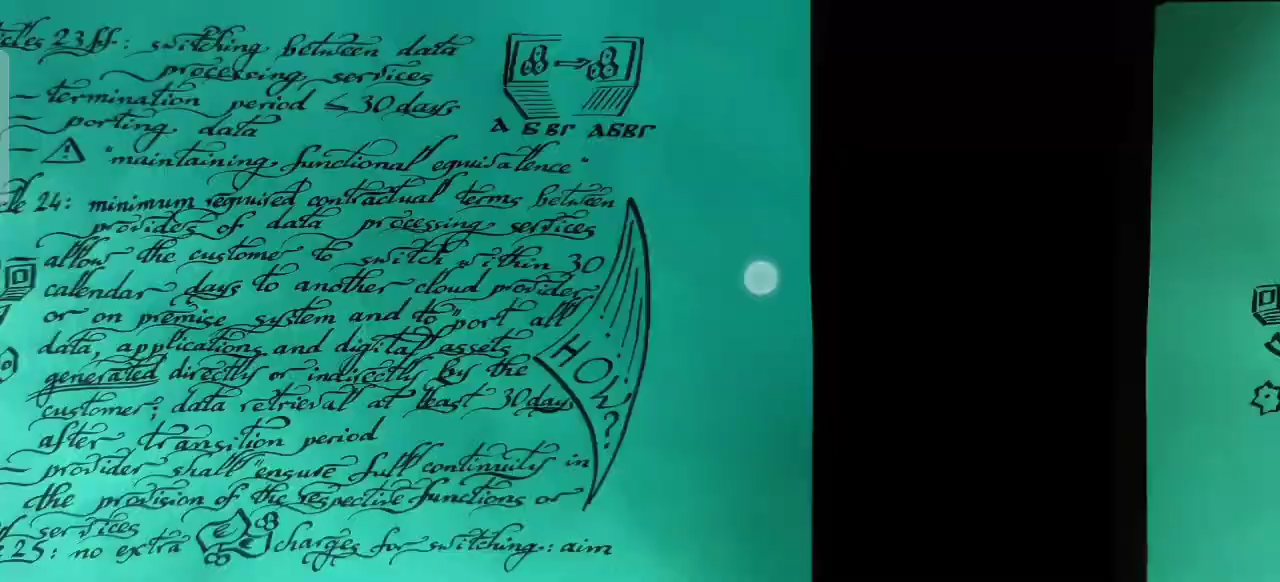 23ff.: switching between data
processing services
A Б В Г А Б В Г
– termination period ≤ 30 days
– porting data
– "maintaining functional equivalence"
24: minimum required contractual terms between
providers of data processing services
allow the customer to switch within 30
calendar days to another cloud provider
or on premise system and to "port all
data, applications and digital assets
generated directly or indirectly by the
customer; data retrieval at least 30 days
after transition period
HOW?
– provider shall "ensure full continuity in
the provision of the respective functions or
of services
25: no extra charges for switching: aim